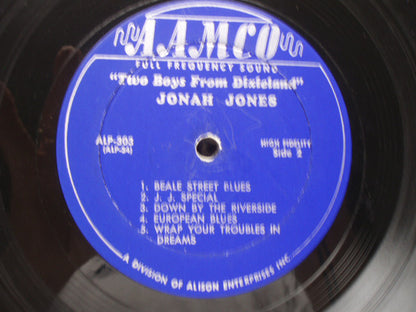 AAMCO
FULL FREQUENCY SOUND
"Two Boys From Dixieland"
JONAH JONES
ALP-303
(ALP-34)
HIGH FIDELITY
Side 2
1. BEALE STREET BLUES
2. J. J. SPECIAL
3. DOWN BY THE RIVERSIDE
4. EUROPEAN BLUES
5. WRAP YOUR TROUBLES IN
DREAMS
A DIVISION OF ALISON ENTERPRISES INC.